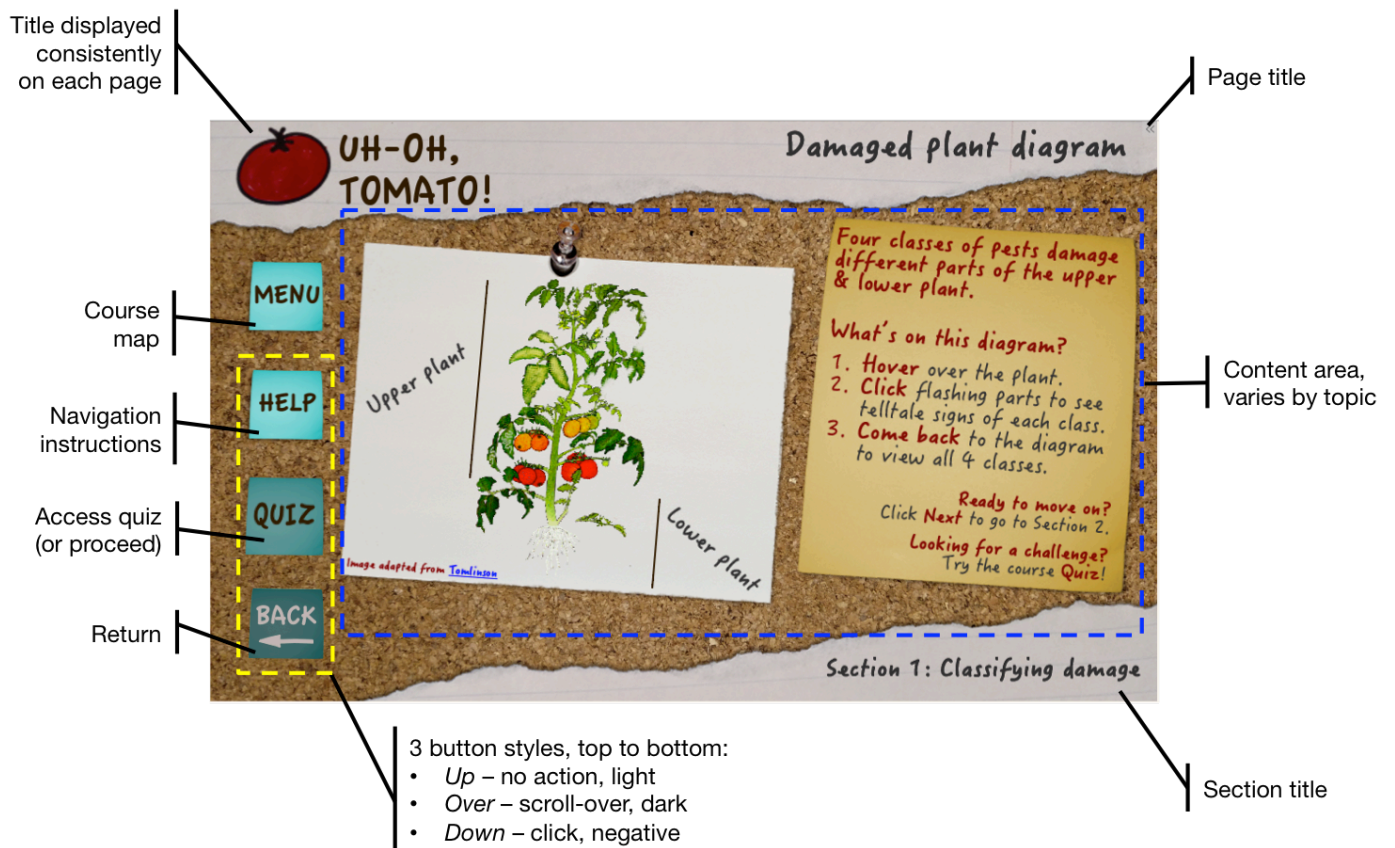 Title displayed
consistently
on each page
Page title
UH-OH,
TOMATO!
Damaged plant diagram
MENU
HELP
QUIZ
BACK
Course
map
Navigation
instructions
Access quiz
(or proceed)
Return
Upper plant
Lower plant
Image adapted from Tomlinson
Four classes of pests damage
different parts of the upper
& lower plant.
What's on this diagram?
1. Hover over the plant.
2. Click flashing parts to see
telltale signs of each class.
3. Come back to the diagram
to view all 4 classes.
Ready to move on?
Click Next to go to Section 2.
Looking for a challenge?
Try the course Quiz!
Content area,
varies by topic
Section 1: Classifying damage
Section title
3 button styles, top to bottom:
• Up – no action, light
• Over – scroll-over, dark
• Down – click, negative